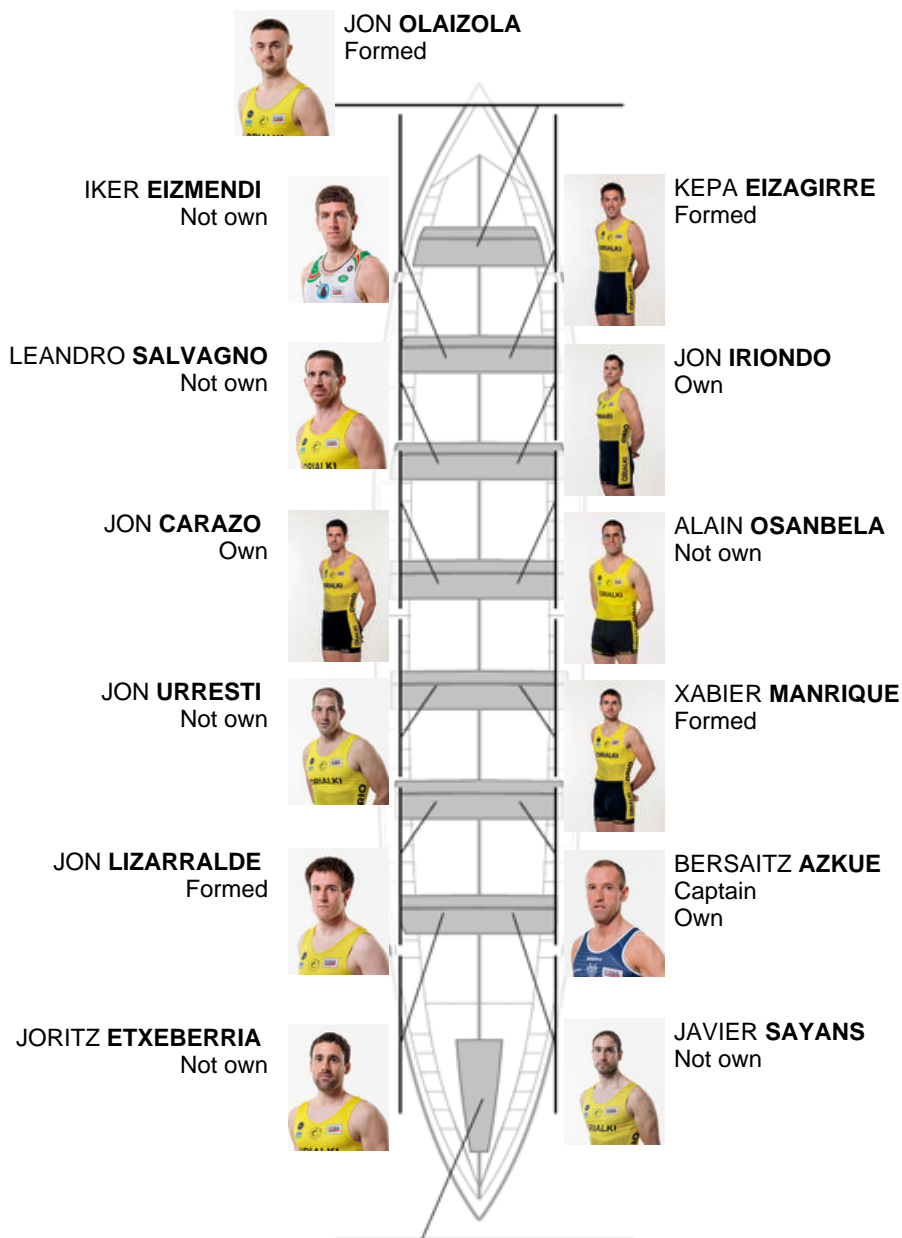 JON OLAIZOLA
Formed
IKER EIZMENDI
Not own
KEPA EIZAGIRRE
Formed
LEANDRO SALVAGNO
Not own
JON IRIONDO
Own
JON CARAZO
Own
ALAIN OSANBELA
Not own
JON URRESTI
Not own
XABIER MANRIQUE
Formed
JON LIZARRALDE
Formed
BERSAITZ AZKUE
Captain
Own
JORITZ ETXEBERRIA
Not own
JAVIER SAYANS
Not own